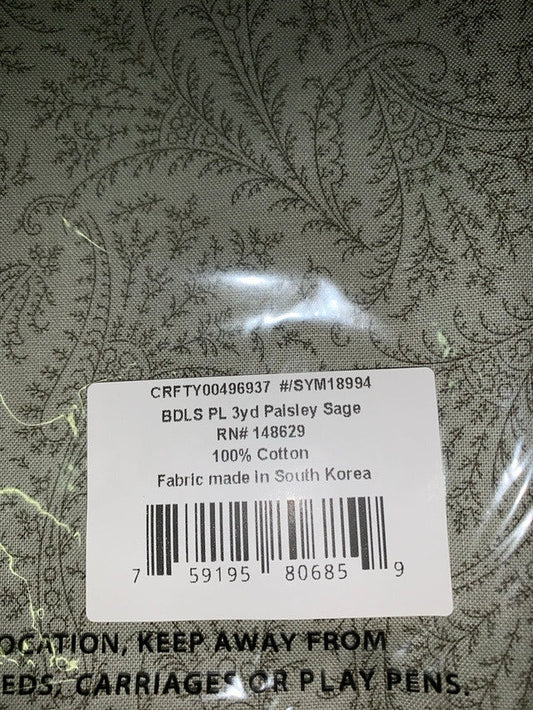 CRFTY00496937 #/SYM18994
BDLS PL 3yd Paisley Sage
RN# 148629
100% Cotton
Fabric made in South Korea
7 59195 80685 9
OCATION, KEEP AWAY FROM
EDS, CARRIAGES OR PLAY PENS.